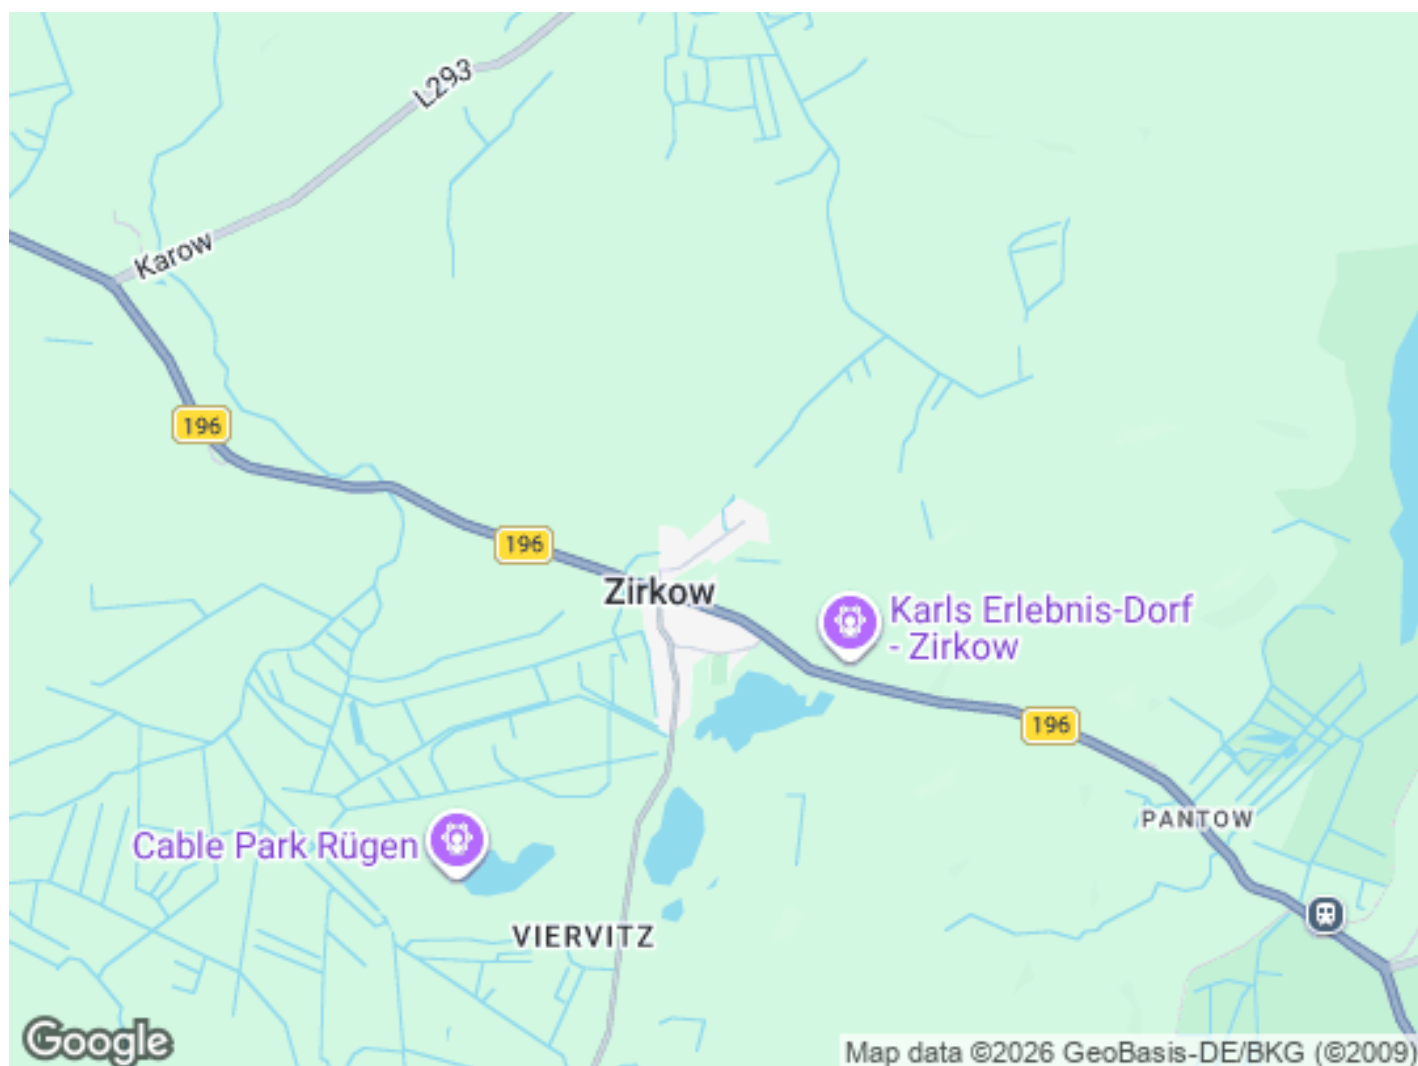 L293
Karow
196
196
Zirkow
Karls Erlebnis-Dorf
- Zirkow
196
PANTOW
Cable Park Rügen
VIERVITZ
Google
Map data ©2026 GeoBasis-DE/BKG (©2009)